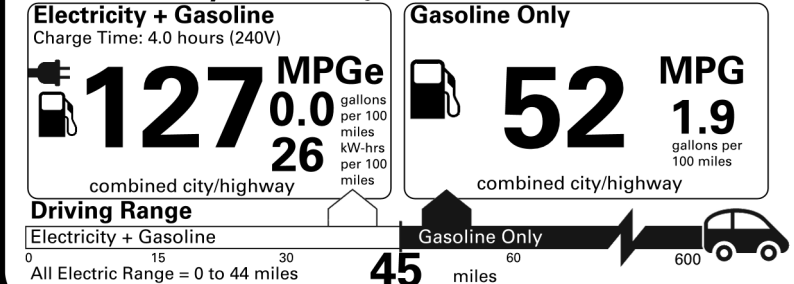 Electricity + Gasoline
Charge Time: 4.0 hours (240V)
127
MPGe
0.0
gallons
per 100
miles
26
kW-hrs
per 100
miles
combined city/highway
Gasoline Only
52
MPG
1.9
gallons per
100 miles
combined city/highway
Driving Range
Electricity + Gasoline
Gasoline Only
0 15 30 45 60 600
miles
All Electric Range = 0 to 44 miles